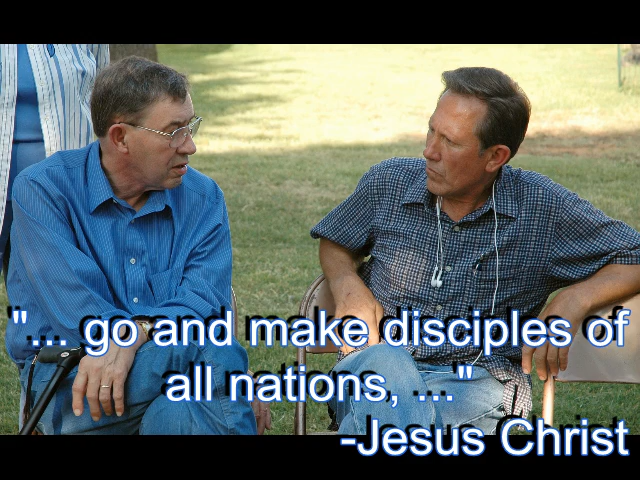 "... go and make disciples of
all nations, ..."
-Jesus Christ